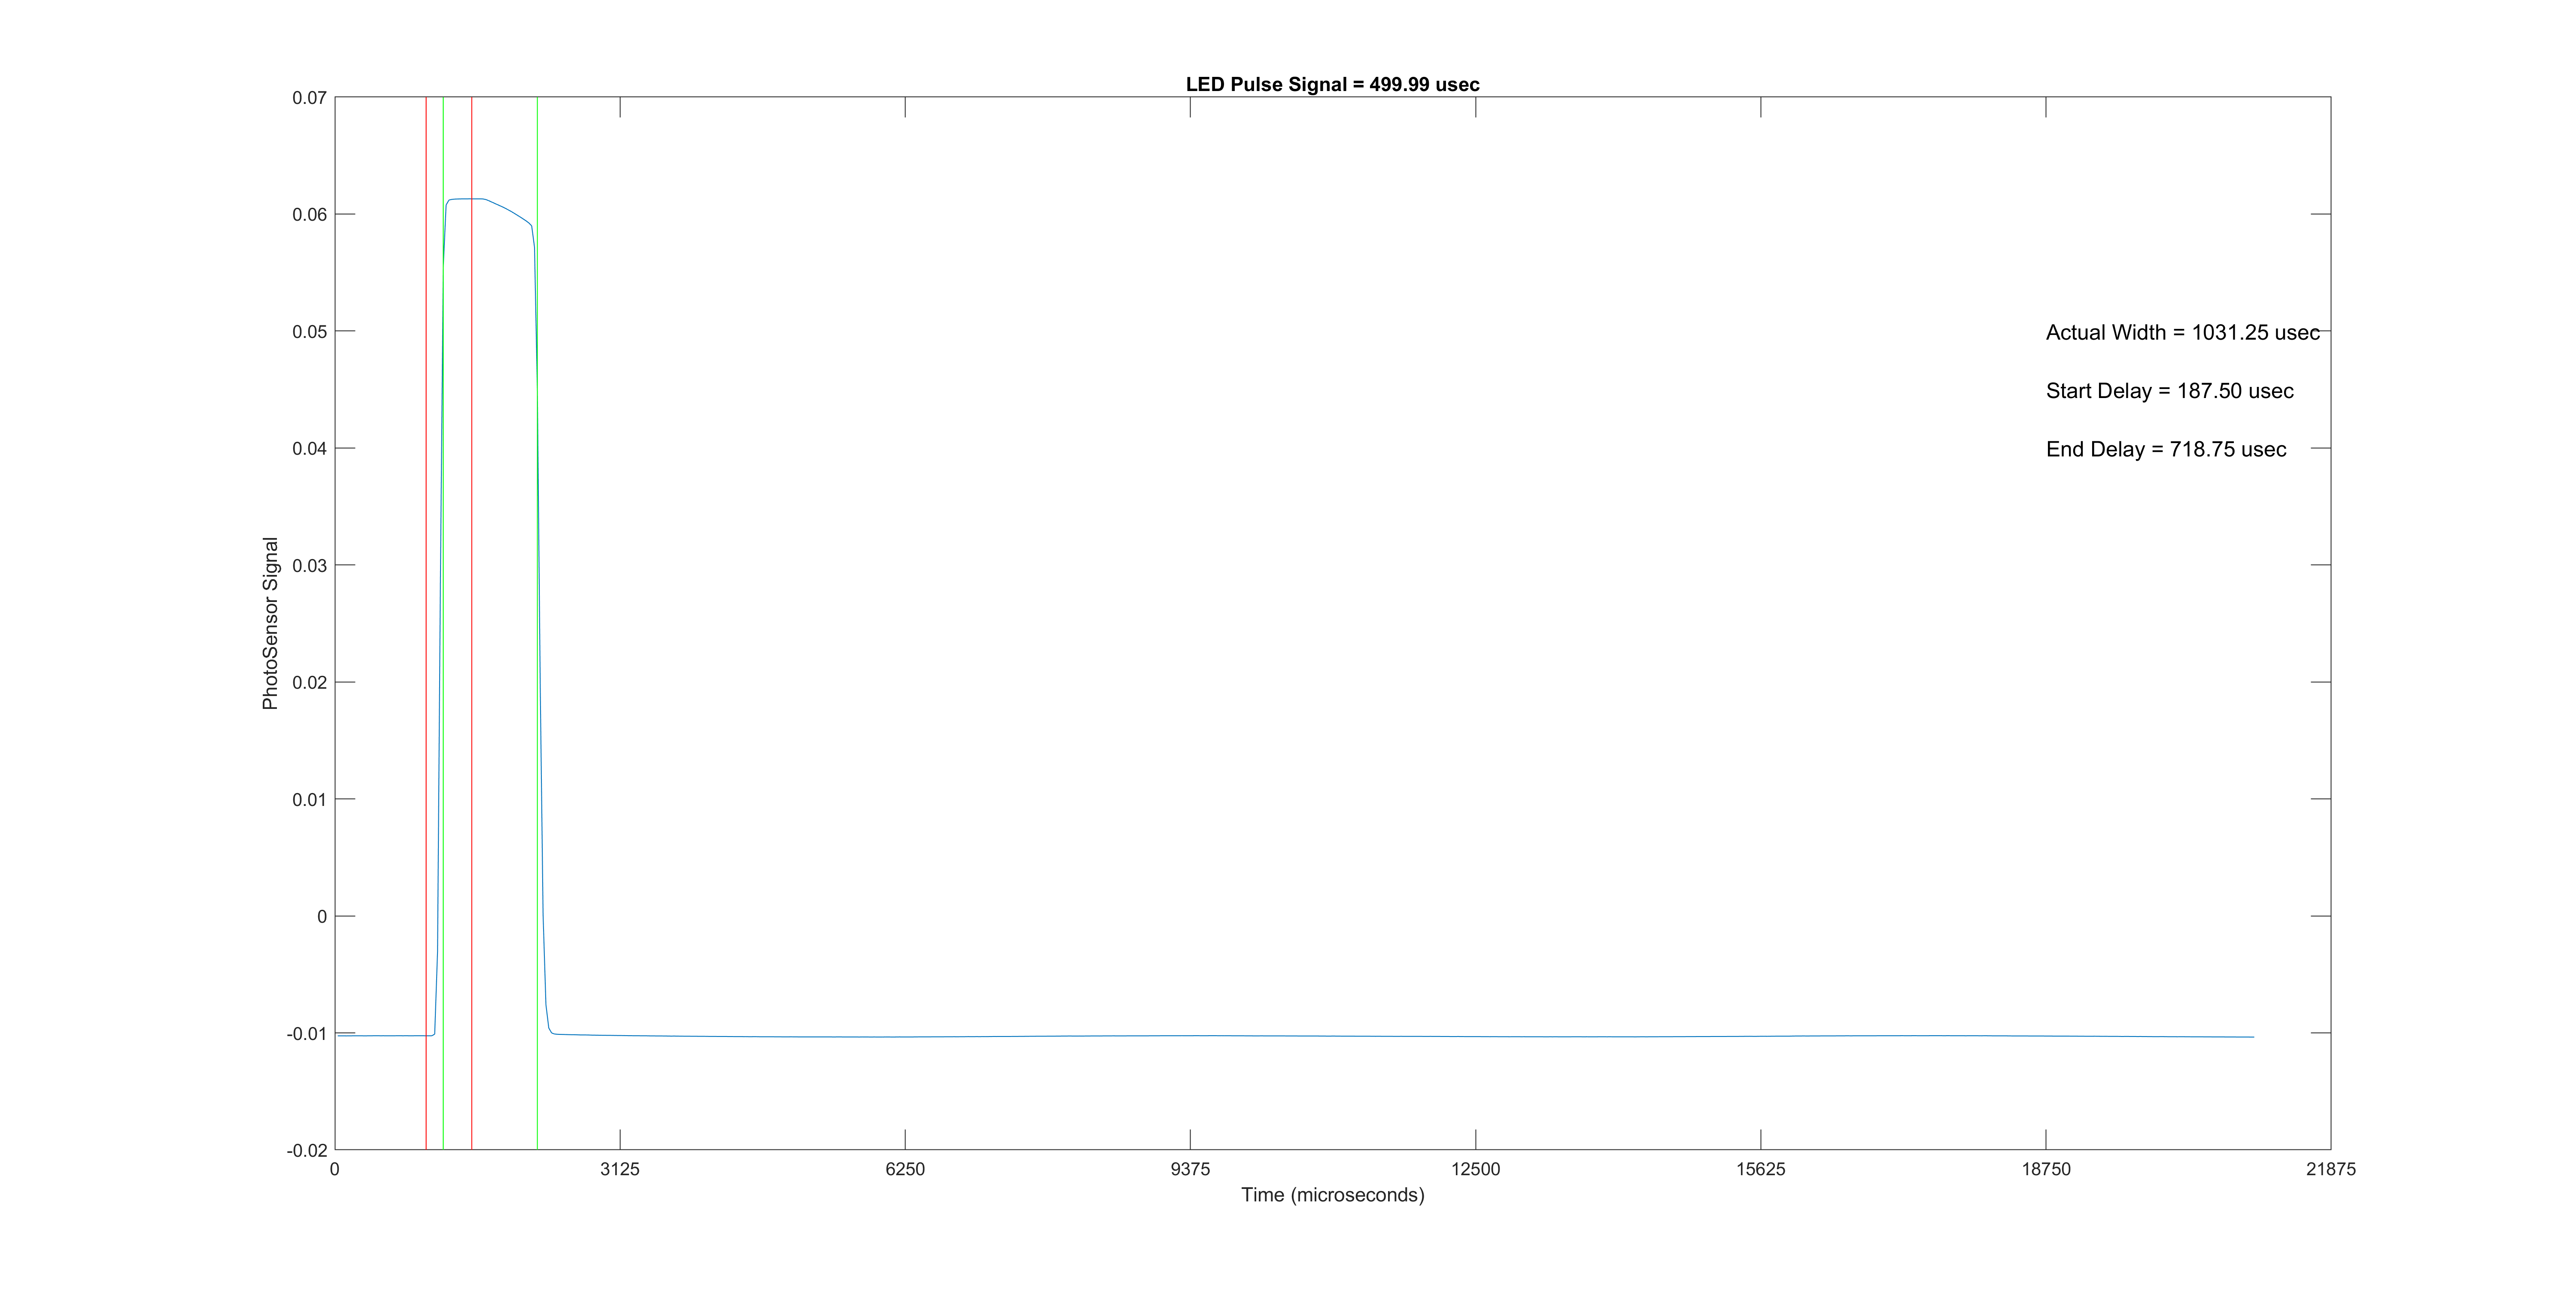 LED Pulse Signal = 499.99 usec
0.07
0.06
0.05
0.04
0.03
0.02
0.01
0
-0.01
-0.02
PhotoSensor Signal
Actual Width = 1031.25 usec
Start Delay = 187.50 usec
End Delay = 718.75 usec
0 3125 6250 9375 12500 15625 18750 21875
Time (microseconds)